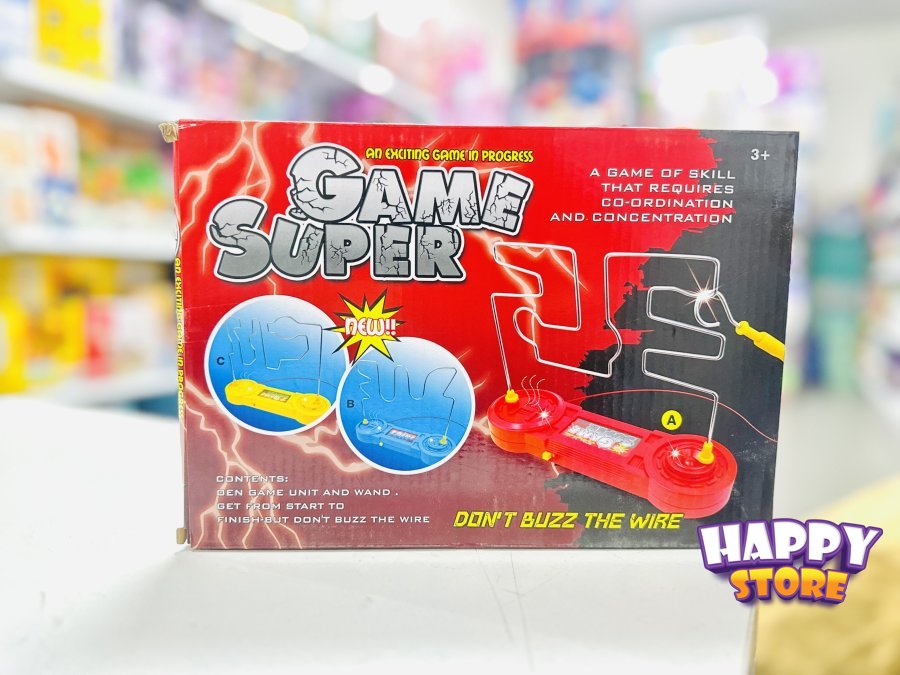 AN EXCITING GAME IN PROGRESS
GAME
SUPER
A GAME OF SKILL
THAT REQUIRES
CO-ORDINATION
AND CONCENTRATION
3+
NEW!!
C
B
A
CONTENTS:
OEN GAME UNIT AND WAND .
GET FROM START TO
FINISH-BUT DON'T BUZZ THE WIRE
DON'T BUZZ THE WIRE
HAPPY
STORE